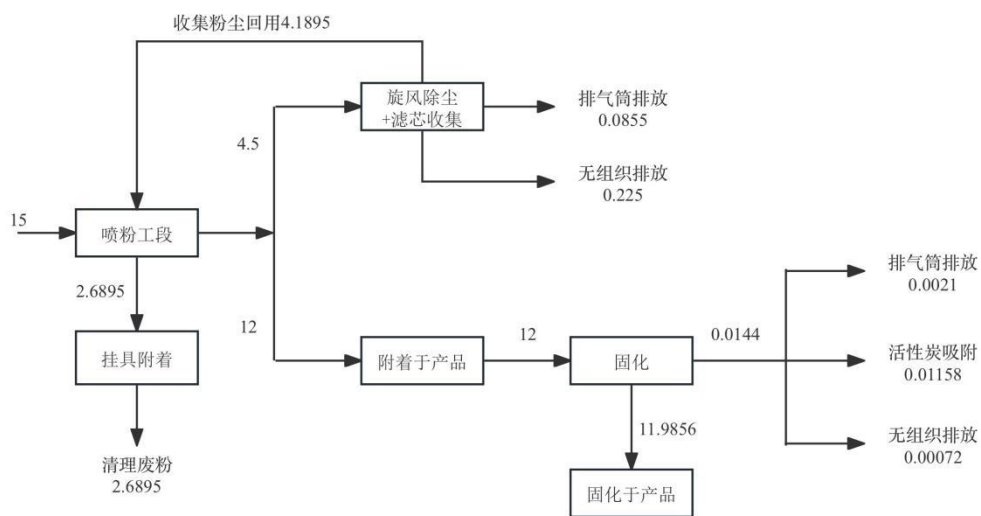 收集粉尘回用4.1895
旋风除尘
+滤芯收集
排气筒排放
0.0855
4.5
无组织排放
0.225
15
喷粉工段
2.6895
挂具附着
清理废粉
2.6895
12
附着于产品
12
固化
0.0144
排气筒排放
0.0021
活性炭吸附
0.01158
无组织排放
0.00072
11.9856
固化于产品